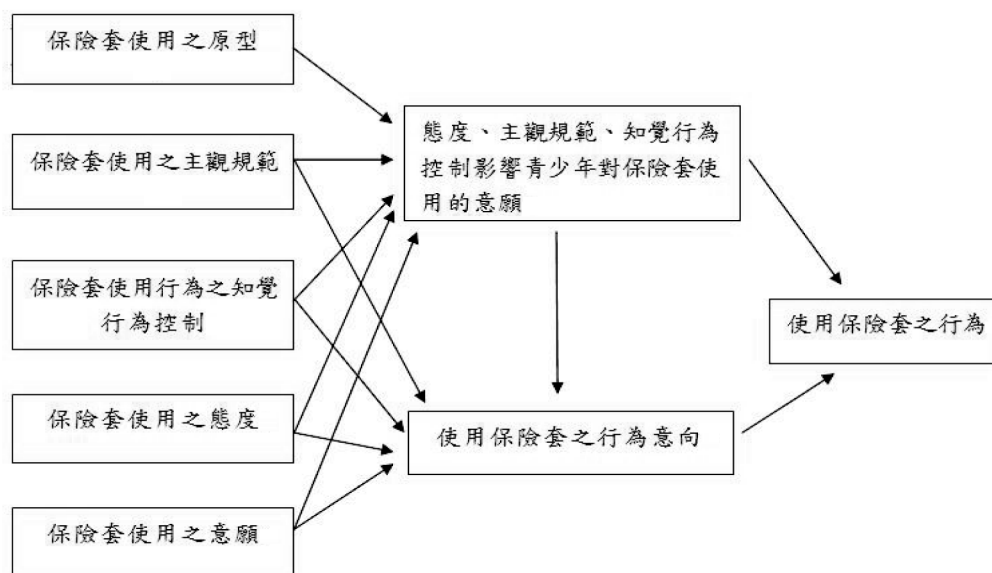 保險套使用之原型
保險套使用之主觀規範
保險套使用行為之知覺
行為控制
保險套使用之態度
保險套使用之意願
態度、主觀規範、知覺行為
控制影響青少年對保險套使
用的意願
使用保險套之行為意向
使用保險套之行為